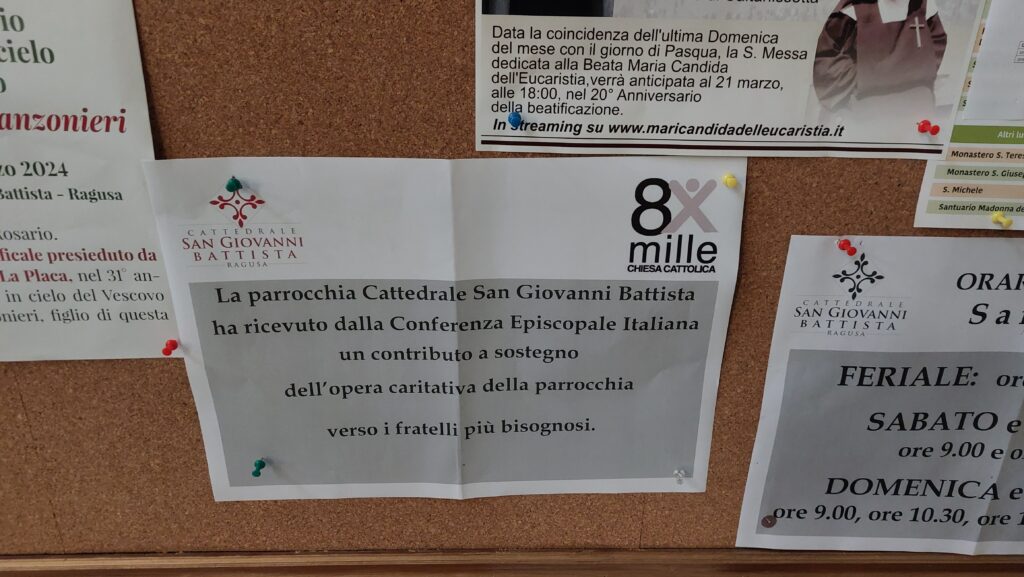 io
cielo
o
anzonieri
rzo 2024
Battista - Ragusa
Rosario.
ficale presieduto da
La Placa, nel 31° an-
in cielo del Vescovo
onieri, figlio di questa
Data la coincidenza dell'ultima Domenica
del mese con il giorno di Pasqua, la S. Messa
dedicata alla Beata Maria Candida
dell'Eucaristia,verrà anticipata al 21 marzo,
alle 18:00, nel 20° Anniversario
della beatificazione.
In streaming su www.maricandidadelleucaristia.it
Altri lu
Monastero S. Teres
Monastero S. Giuse
S. Michele
Santuario Madonna de
CATTEDRALE
SAN GIOVANNI
BATTISTA
RAGUSA
8X
mille
CHIESA CATTOLICA
La parrocchia Cattedrale San Giovanni Battista
ha ricevuto dalla Conferenza Episcopale Italiana
un contributo a sostegno
dell'opera caritativa della parrocchia
verso i fratelli più bisognosi.
CATTEDRALE
SAN GIOVANNI
BATTISTA
RAGUSA
ORAR
San
FERIALE: ore
SABATO e
ore 9.00 e o
DOMENICA e
ore 9.00, ore 10.30, ore 1